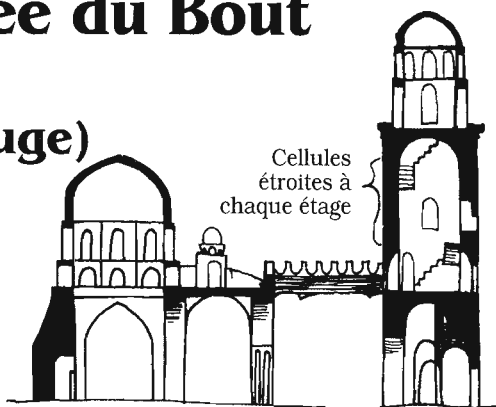 ée du Bout
uge)
Cellules
étroites à
chaque étage